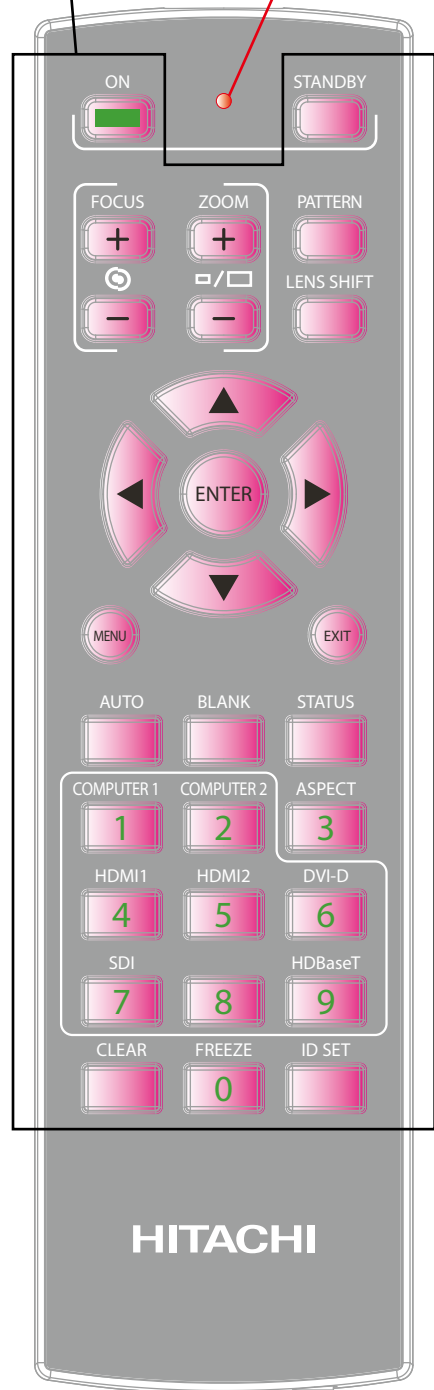 ON STANDBY
FOCUS ZOOM PATTERN
+ +
LENS SHIFT
− −
ENTER
MENU EXIT
AUTO BLANK STATUS
COMPUTER 1 COMPUTER 2 ASPECT
1 2 3
HDMI1 HDMI2 DVI-D
4 5 6
SDI HDBaseT
7 8 9
CLEAR FREEZE ID SET
0
HITACHI